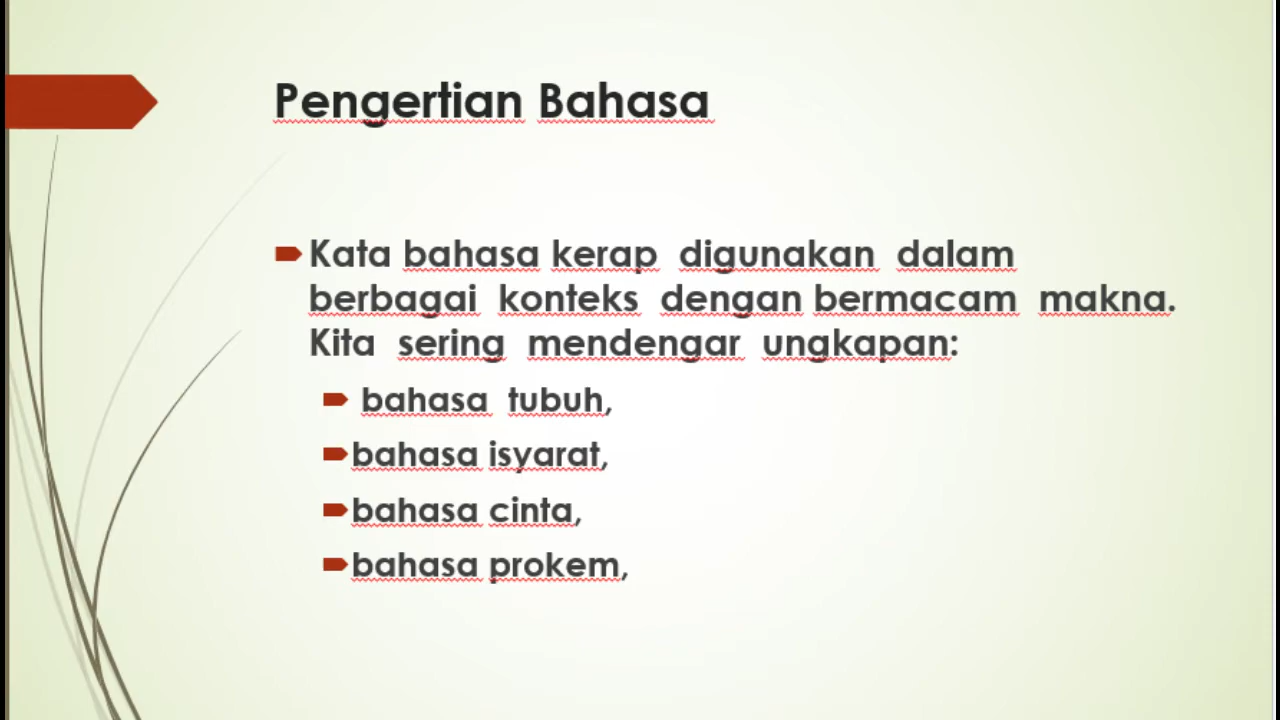 Pengertian Bahasa
Kata bahasa kerap digunakan dalam
berbagai konteks dengan bermacam makna.
Kita sering mendengar ungkapan:
bahasa tubuh,
bahasa isyarat,
bahasa cinta,
bahasa prokem,